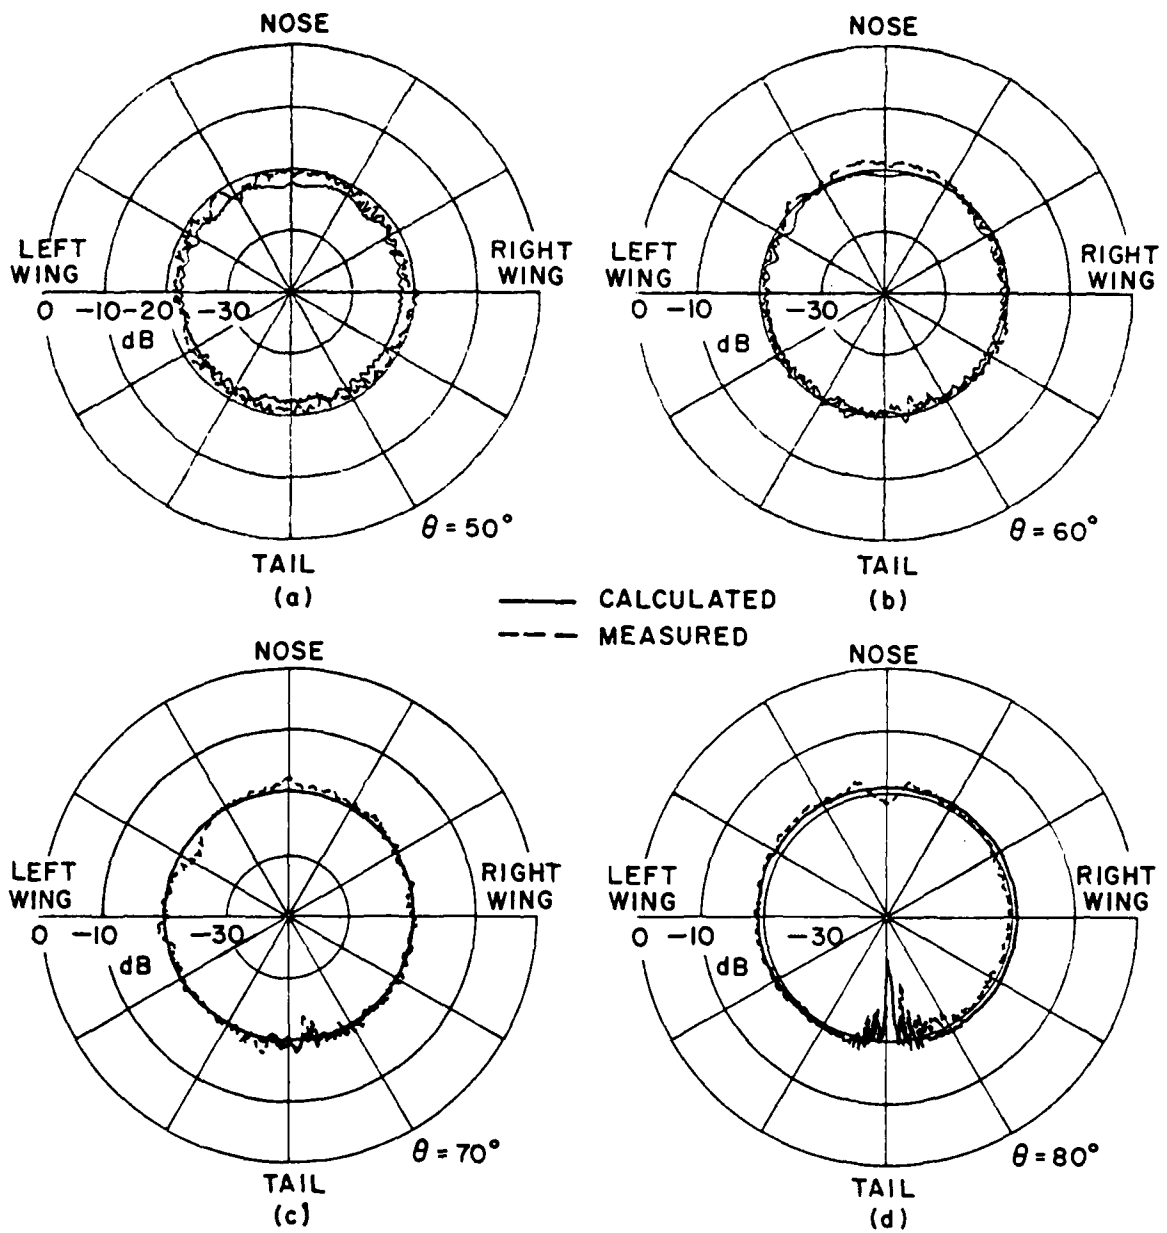 NOSE
LEFT WING
RIGHT WING
0 -10 -20 -30
dB
θ = 50°
TAIL
(a)
NOSE
LEFT WING
RIGHT WING
0 -10 -30
dB
θ = 60°
TAIL
(b)
CALCULATED
MEASURED
NOSE
LEFT WING
RIGHT WING
0 -10 -30
dB
θ = 70°
TAIL
(c)
NOSE
LEFT WING
RIGHT WING
0 -10 -30
dB
θ = 80°
TAIL
(d)